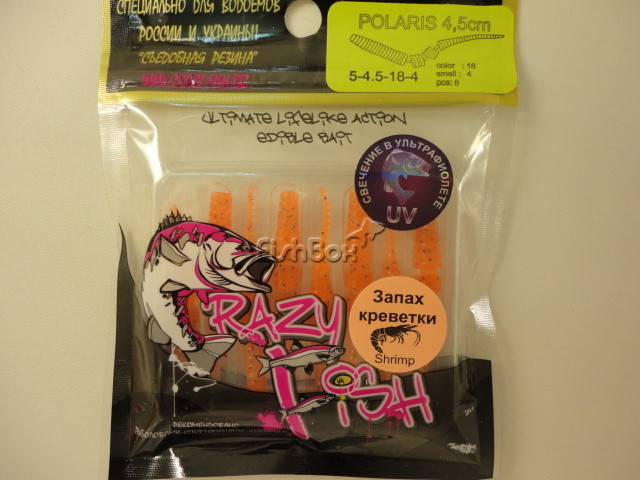 СПЕЦИАЛЬНО ДЛЯ ВОДОЕМОВ
РОССИИ И УКРАИНЫ!
"СЪЕДОБНАЯ РЕЗИНА"
POLARIS 4,5cm
5-4.5-18-4
color : 18
smell : 4
pcs: 8
ULTIMATE LIFELIKE ACTION
EDIBLE BAIT
СВЕЧЕНИЕ В УЛЬТРАФИОЛЕТЕ
UV
FishBox
Запах
креветки
Shrimp
CRAZY
FISH
РЕКОМЕНДОВАНО